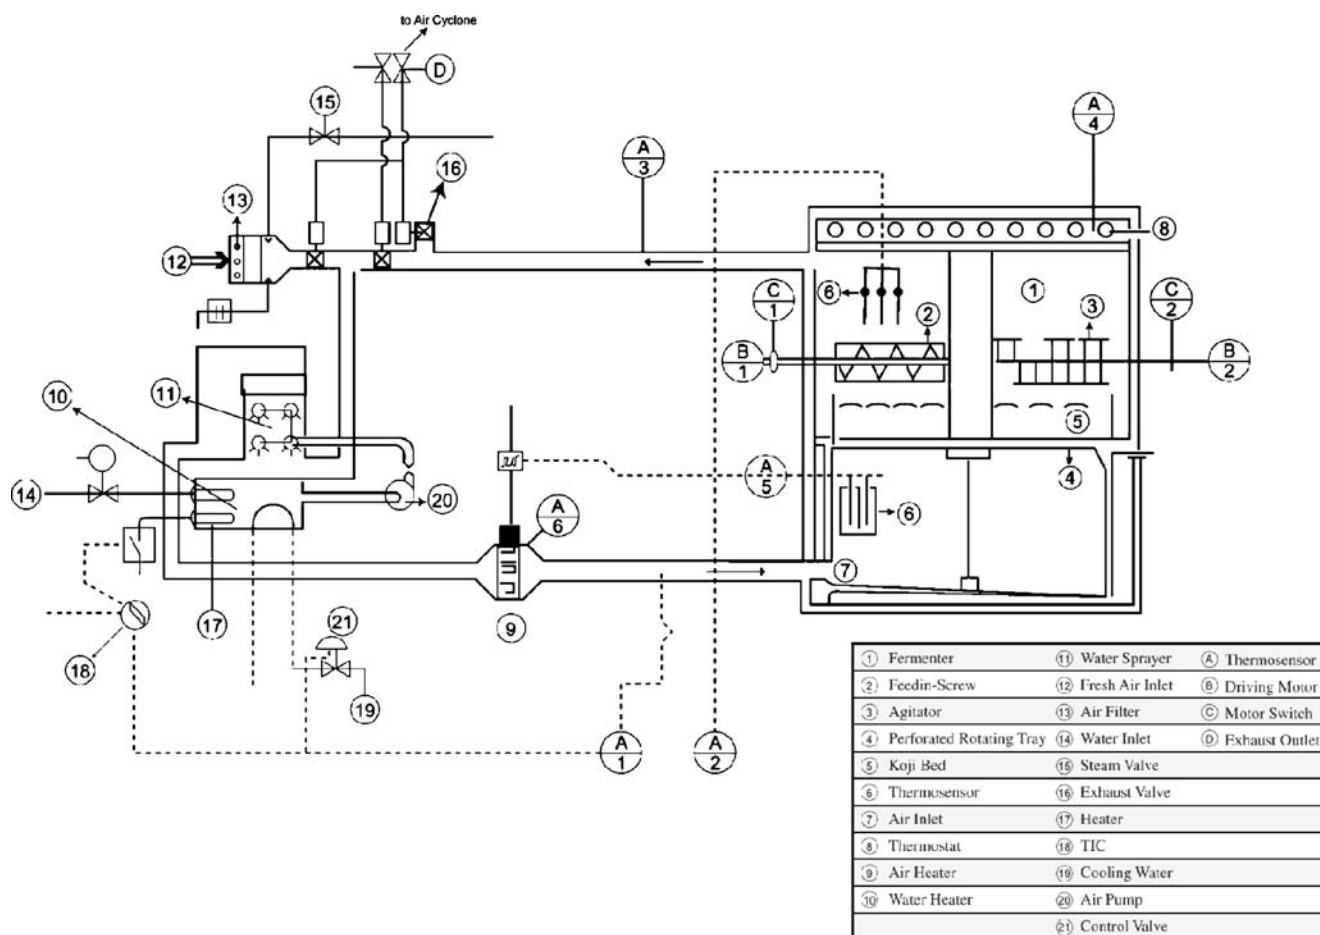 to Air Cyclone
D
15
A
4
A
3
16
13
8
12
6
C
1
1
2
3
C
2
B
1
B
2
10
11
5
14
20
A
5
4
6
A
6
7
9
17
21
18
19
A
1
A
2
1 Fermenter 11 Water Sprayer A Thermosensor
2 Feedin-Screw 12 Fresh Air Inlet B Driving Motor
3 Agitator 13 Air Filter C Motor Switch
4 Perforated Rotating Tray 14 Water Inlet D Exhaust Outlet
5 Koji Bed 15 Steam Valve
6 Thermosensor 16 Exhaust Valve
7 Air Inlet 17 Heater
8 Thermostat 18 TIC
9 Air Heater 19 Cooling Water
10 Water Heater 20 Air Pump
21 Control Valve